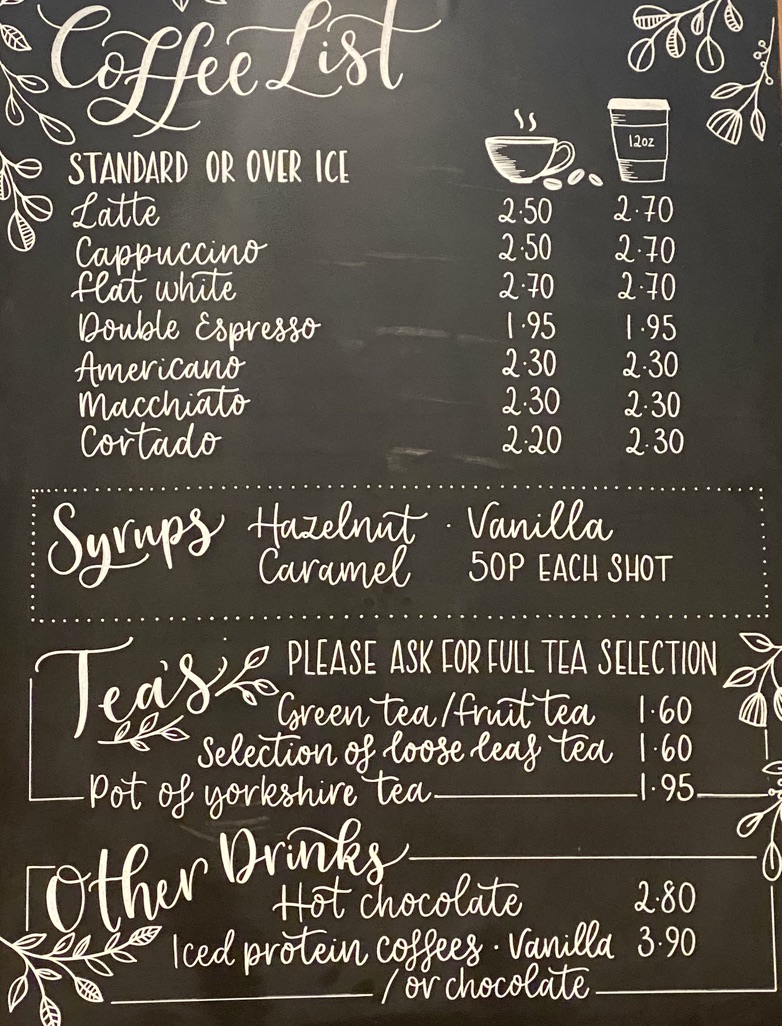 Coffee List
12oz
STANDARD OR OVER ICE
Latte 2.50 2.70
Cappuccino 2.50 2.70
flat white 2.70 2.70
Double Espresso 1.95 1.95
Americano 2.30 2.30
Macchiato 2.30 2.30
Cortado 2.20 2.30
Syrups Hazelnut · Vanilla
Caramel 50P EACH SHOT
Tea's PLEASE ASK FOR FULL TEA SELECTION
Green tea/fruit tea 1.60
Selection of loose leaf tea 1.60
Pot of yorkshire tea 1.95
Other Drinks
Hot chocolate 2.80
Iced protein coffees · Vanilla 3.90
/or chocolate